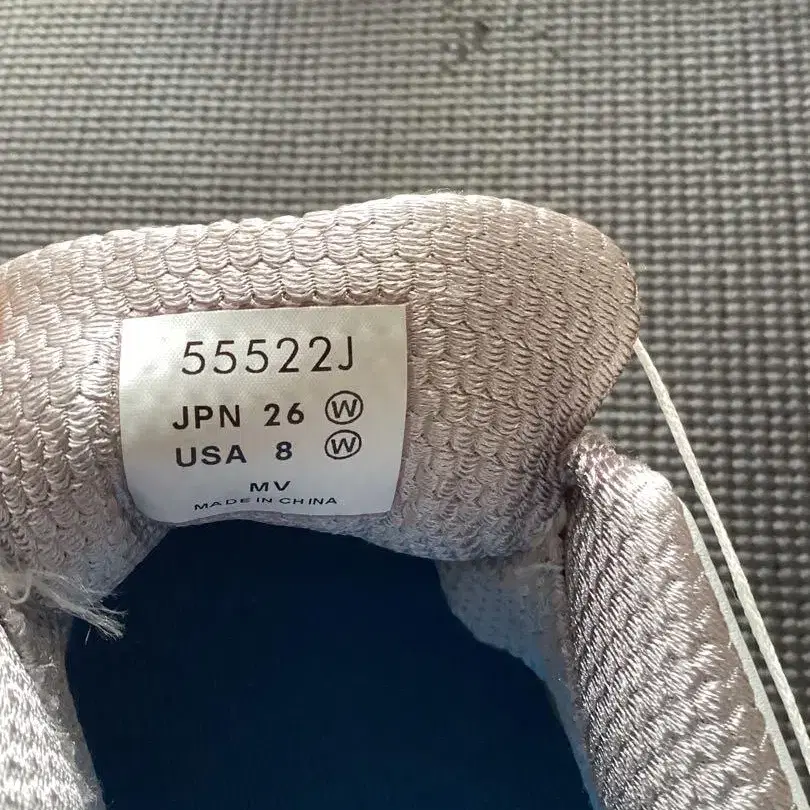 55522J
JPN 26 Ⓦ
USA 8 Ⓦ
MV
MADE IN CHINA